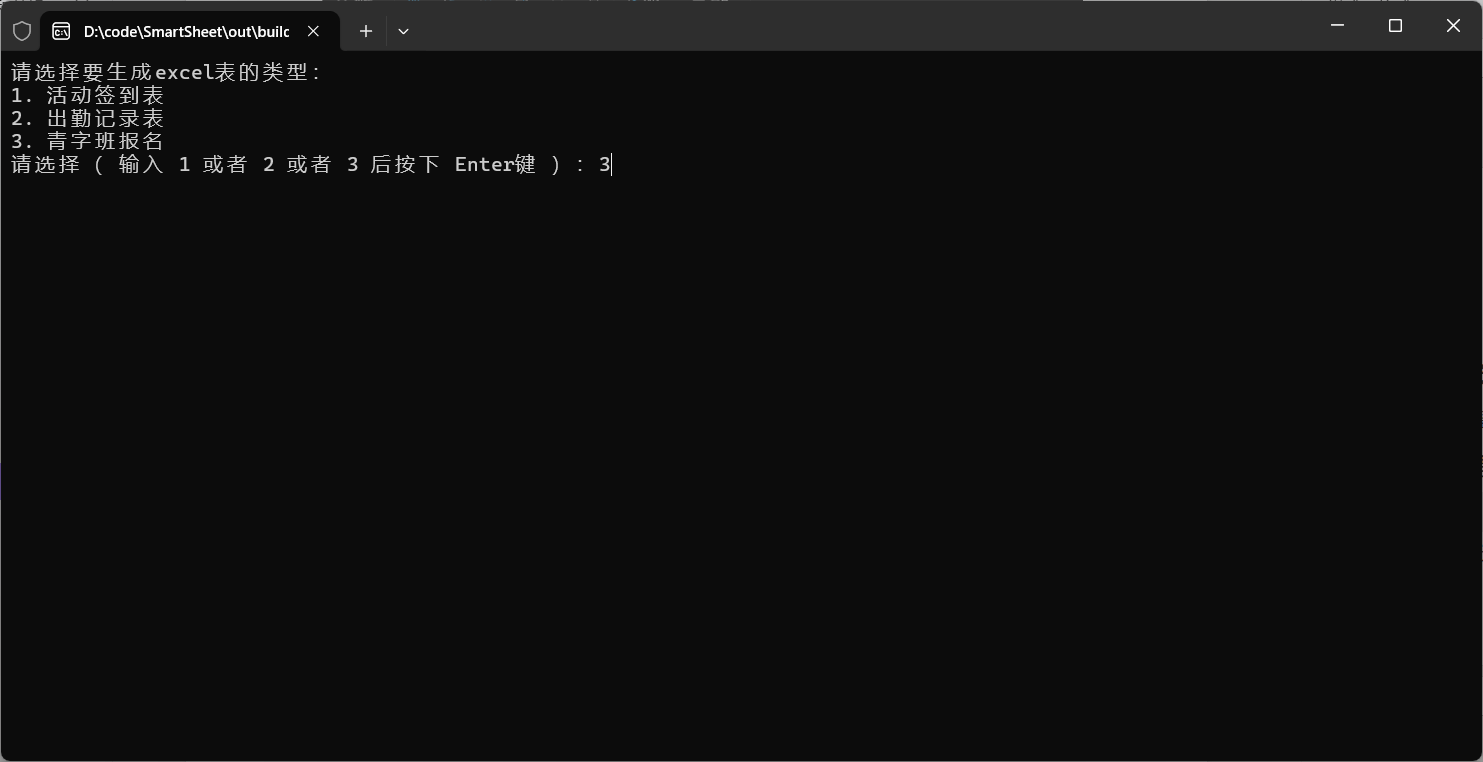 D:\code\SmartSheet\out\builc
请选择要生成excel表的类型：
1. 活动签到表
2. 出勤记录表
3. 青字班报名
请选择 ( 输入 1 或者 2 或者 3 后按下 Enter键 ) : 3